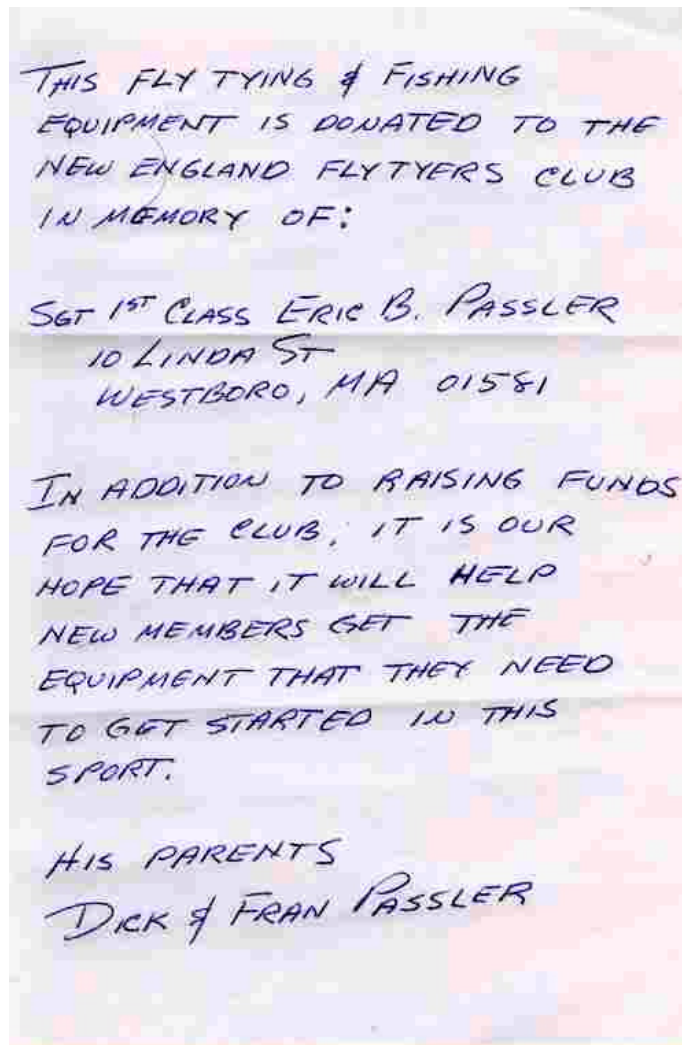 THIS FLY TYING & FISHING
EQUIPMENT IS DONATED TO THE
NEW ENGLAND FLYTYERS CLUB
IN MEMORY OF:
SGT 1ST CLASS ERIC B. PASSLER
10 LINDA ST
WESTBORO, MA 01581
IN ADDITION TO RAISING FUNDS
FOR THE CLUB, IT IS OUR
HOPE THAT IT WILL HELP
NEW MEMBERS GET THE
EQUIPMENT THAT THEY NEED
TO GET STARTED IN THIS
SPORT.
HIS PARENTS
DICK & FRAN PASSLER